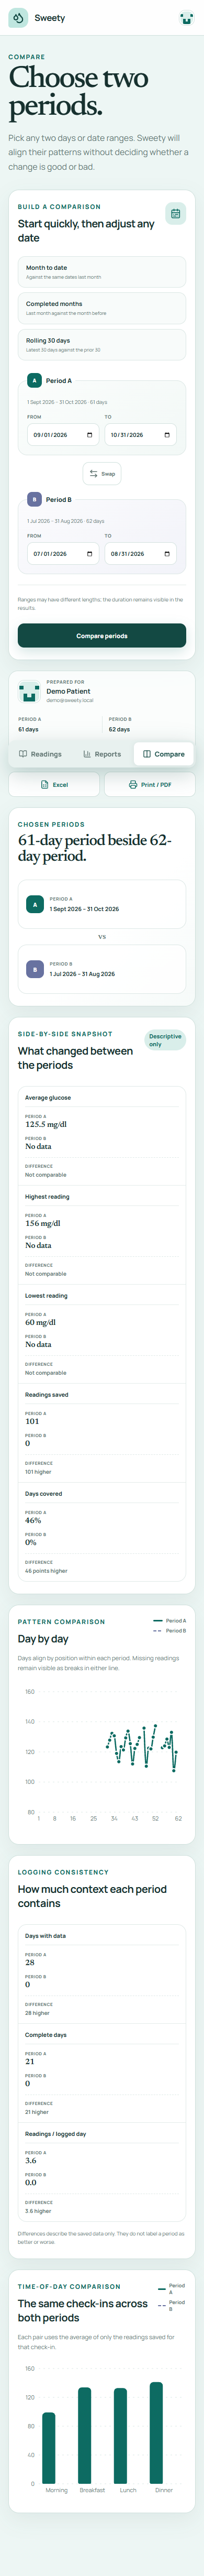 Sweety
COMPARE
Choose two
periods.
Pick any two days or date ranges. Sweety will
align their patterns without deciding whether a
change is good or bad.
BUILD A COMPARISON
Start quickly, then adjust any
date
Month to date
Against the same dates last month
Completed months
Last month against the month before
Rolling 30 days
Latest 30 days against the prior 30
A Period A
1 Sept 2026 – 31 Oct 2026 · 61 days
FROM TO
09/01/2026 10/31/2026
Swap
B Period B
1 Jul 2026 – 31 Aug 2026 · 62 days
FROM TO
07/01/2026 08/31/2026
Ranges may have different lengths; the duration remains visible in the
results.
Compare periods
PREPARED FOR
Demo Patient
demo@sweety.local
PERIOD A PERIOD B
61 days 62 days
Readings Reports Compare
Excel Print / PDF
CHOSEN PERIODS
61-day period beside 62-
day period.
A PERIOD A
1 Sept 2026 – 31 Oct 2026
VS
B PERIOD B
1 Jul 2026 – 31 Aug 2026
SIDE-BY-SIDE SNAPSHOT
What changed between
the periods
Descriptive
only
Average glucose
PERIOD A
125.5 mg/dl
PERIOD B
No data
DIFFERENCE
Not comparable
Highest reading
PERIOD A
156 mg/dl
PERIOD B
No data
DIFFERENCE
Not comparable
Lowest reading
PERIOD A
60 mg/dl
PERIOD B
No data
DIFFERENCE
Not comparable
Readings saved
PERIOD A
101
PERIOD B
0
DIFFERENCE
101 higher
Days covered
PERIOD A
46%
PERIOD B
0%
DIFFERENCE
46 points higher
PATTERN COMPARISON
Day by day
Period A
Period B
Days align by position within each period. Missing readings
remain visible as breaks in either line.
160
140
120
100
80
1 8 16 25 34 43 52 62
LOGGING CONSISTENCY
How much context each period
contains
Days with data
PERIOD A
28
PERIOD B
0
DIFFERENCE
28 higher
Complete days
PERIOD A
21
PERIOD B
0
DIFFERENCE
21 higher
Readings / logged day
PERIOD A
3.6
PERIOD B
0.0
DIFFERENCE
3.6 higher
Differences describe the saved data only. They do not label a period as
better or worse.
TIME-OF-DAY COMPARISON
The same check-ins across
both periods
Period
A
Period
B
Each pair uses the average of only the readings saved for
that check-in.
160
120
80
40
0
Morning Breakfast Lunch Dinner